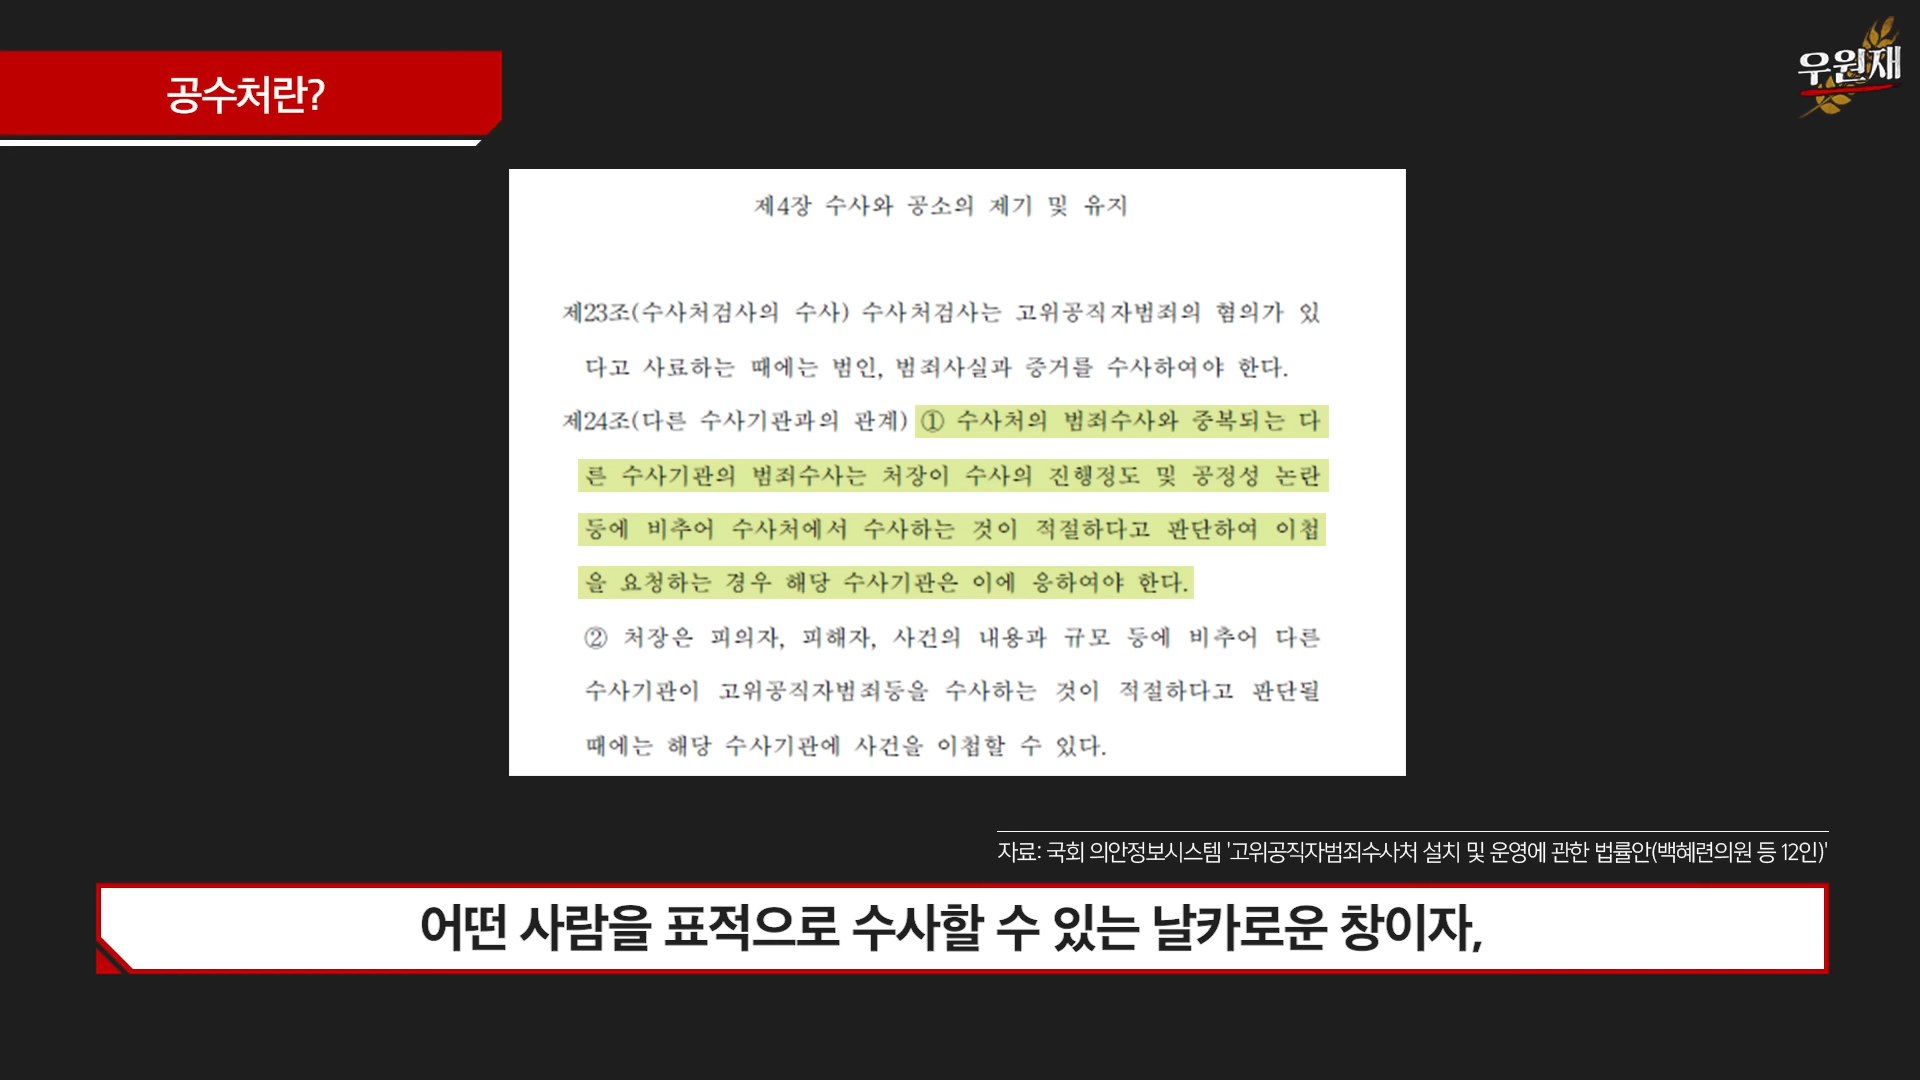 공수처란?
우원재
제4장 수사와 공소의 제기 및 유지
제23조(수사처검사의 수사) 수사처검사는 고위공직자범죄의 혐의가 있
다고 사료하는 때에는 범인, 범죄사실과 증거를 수사하여야 한다.
제24조(다른 수사기관과의 관계) ① 수사처의 범죄수사와 중복되는 다
른 수사기관의 범죄수사는 처장이 수사의 진행정도 및 공정성 논란
등에 비추어 수사처에서 수사하는 것이 적절하다고 판단하여 이첩
을 요청하는 경우 해당 수사기관은 이에 응하여야 한다.
② 처장은 피의자, 피해자, 사건의 내용과 규모 등에 비추어 다른
수사기관이 고위공직자범죄등을 수사하는 것이 적절하다고 판단될
때에는 해당 수사기관에 사건을 이첩할 수 있다.
자료: 국회 의안정보시스템 '고위공직자범죄수사처 설치 및 운영에 관한 법률안(백혜련의원 등 12인)'
어떤 사람을 표적으로 수사할 수 있는 날카로운 창이자,